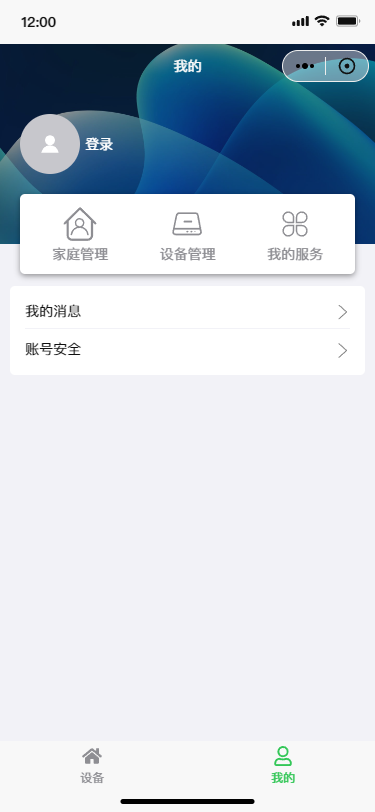 12:00
我的
登录
家庭管理 设备管理 我的服务
我的消息
账号安全
设备 我的